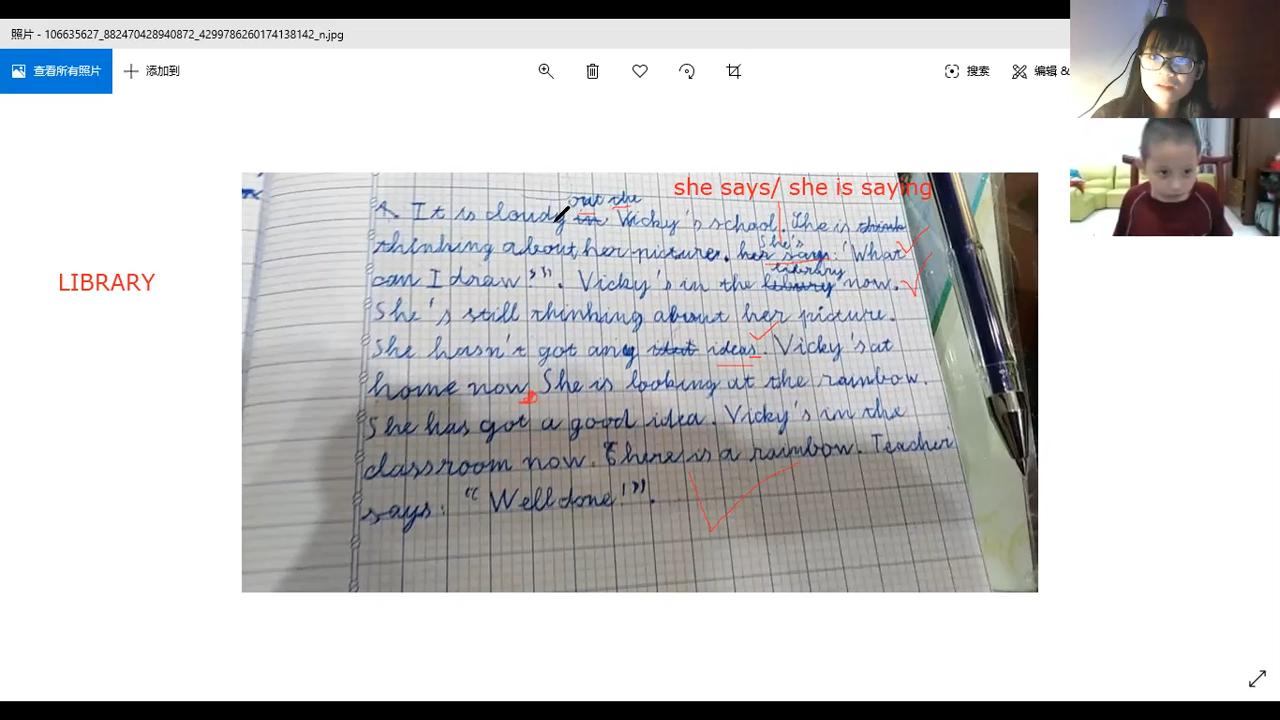 照片 - 106635627_882470428940872_4299786260174138142_n.jpg
查看所有照片
添加到
搜索
编辑 &
she says/ she is saying
LIBRARY
out the
A. It is cloudy in Vicky's school. She is think
She's
thinking about her picture. her says: "What
library
can I draw?". Vicky's in the now.
She's still thinking about her picture.
She hasn't got any ideas. Vicky's at
home now. She is looking at the rainbow.
She has got a good idea. Vicky's in the
classroom now. There is a rainbow. Teacher
says: "Well done!".